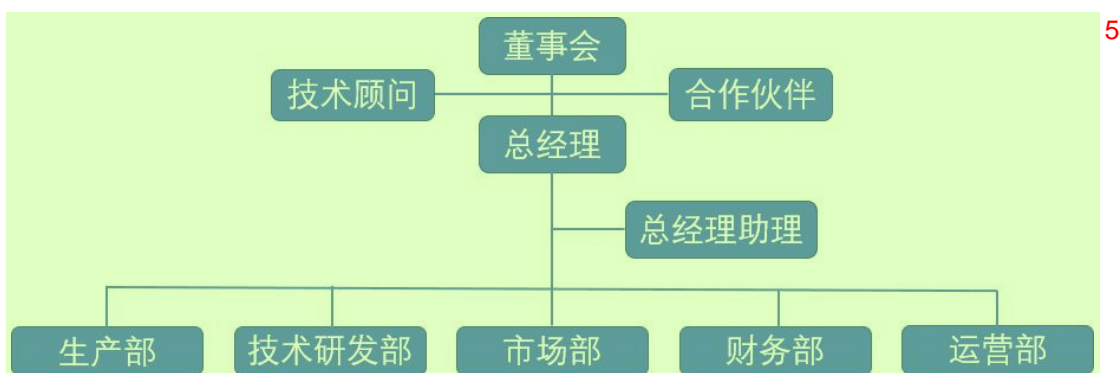 5
董事会
技术顾问
合作伙伴
总经理
总经理助理
生产部
技术研发部
市场部
财务部
运营部